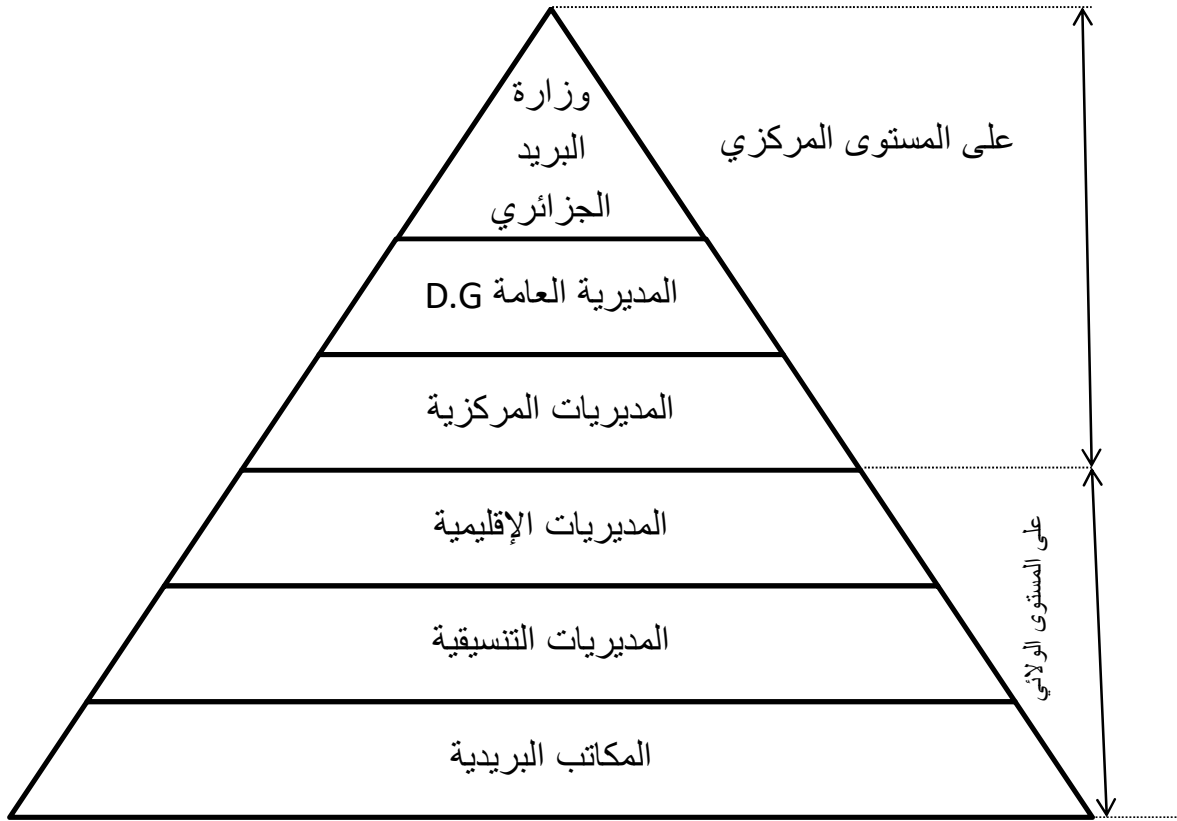 وزارة
البريد
الجزائري
على المستوى المركزي
المديرية العامة D.G
المديريات المركزية
المديريات الإقليمية
المديريات التنسيقية
على المستوى الولائي
المكاتب البريدية